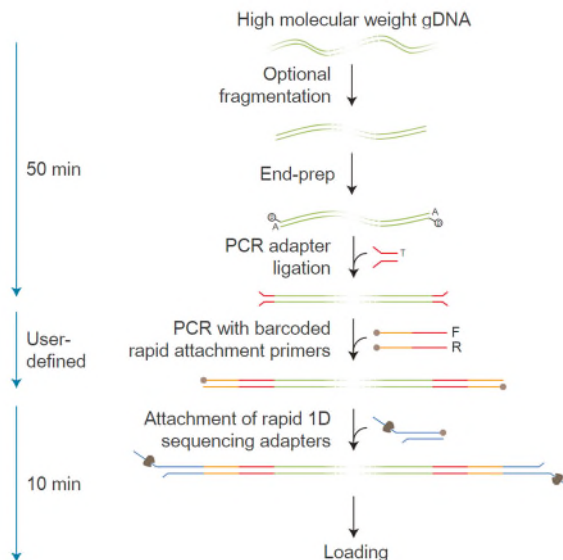 High molecular weight gDNA
Optional
fragmentation
50 min
End-prep
A
A
PCR adapter
ligation
T
User-
defined
PCR with barcoded
rapid attachment primers
F
R
Attachment of rapid 1D
sequencing adapters
10 min
Loading